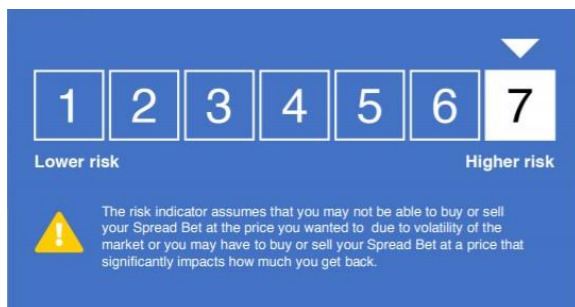 1 2 3 4 5 6 7
Lower risk Higher risk
The risk indicator assumes that you may not be able to buy or sell
your Spread Bet at the price you wanted to due to volatility of the
market or you may have to buy or sell your Spread Bet at a price that
significantly impacts how much you get back.